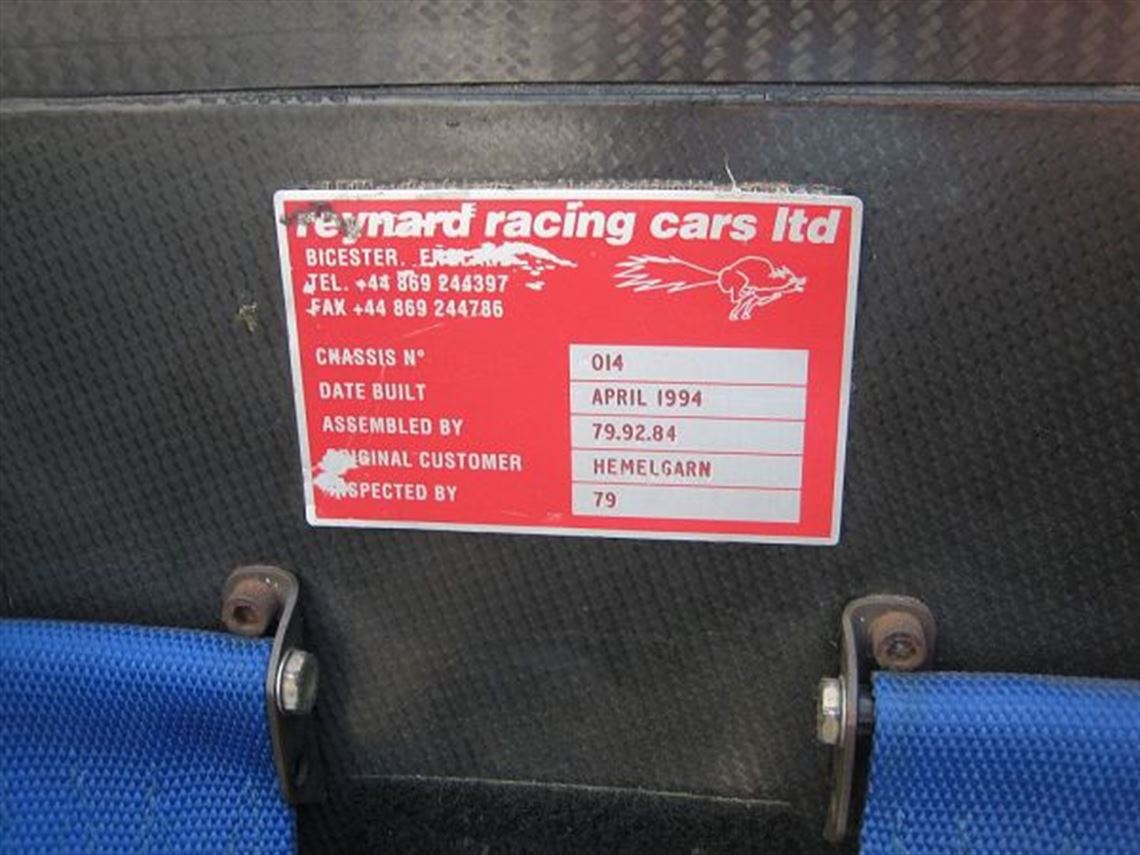 reynard racing cars ltd
BICESTER. ENGLAND
TEL. +44 869 244397
FAX +44 869 244786
CHASSIS N° 014
DATE BUILT APRIL 1994
ASSEMBLED BY 79.92.84
ORIGINAL CUSTOMER HEMELGARN
INSPECTED BY 79